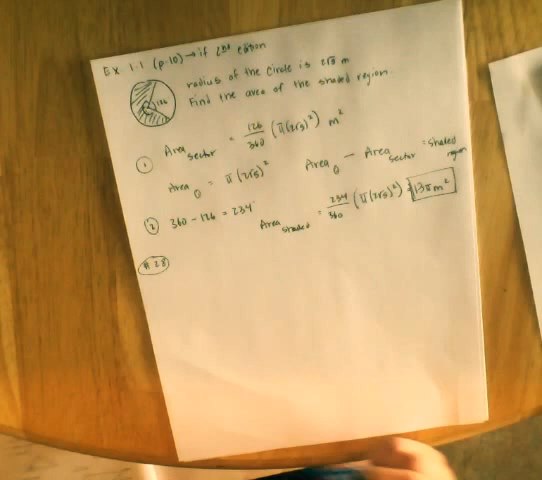 Ex 1.1 (p.10) → if 2nd edition
126
radius of the circle is 2√5 m
Find the area of the shaded region.
① Area sector = 126/360 (π(2√5)²) m²
Area O = π(2√5)²
Area O − Area sector = shaded region
② 360 − 126 = 234°
Area shaded = 234/360 (π(2√5)²) = 13π m²
# 28